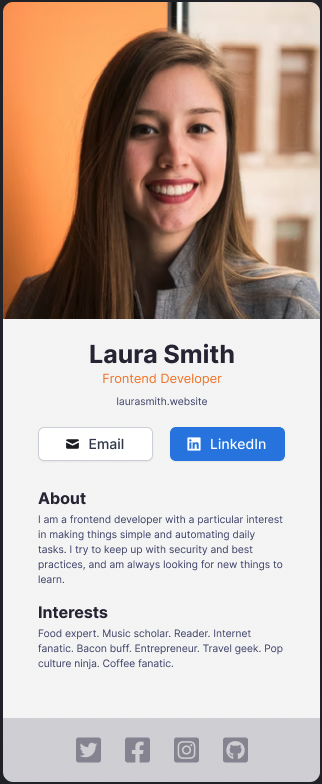 Laura Smith
Frontend Developer
laurasmith.website
Email
LinkedIn
About
I am a frontend developer with a particular interest
in making things simple and automating daily
tasks. I try to keep up with security and best
practices, and am always looking for new things to
learn.
Interests
Food expert. Music scholar. Reader. Internet
fanatic. Bacon buff. Entrepreneur. Travel geek. Pop
culture ninja. Coffee fanatic.